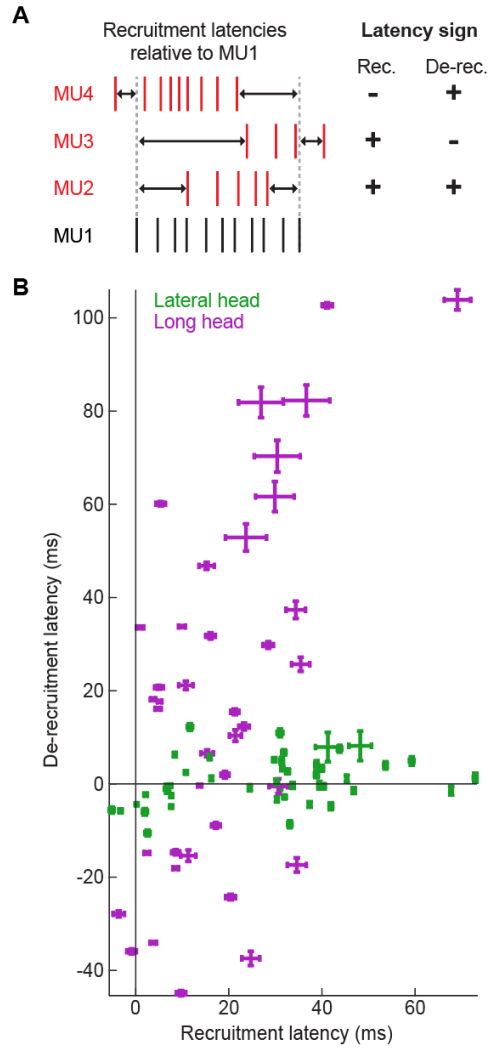 A
Recruitment latencies
relative to MU1
Latency sign
Rec. De-rec.
MU4 - +
MU3 + -
MU2 + +
MU1
B
Lateral head
Long head
100
80
60
40
20
0
-20
-40
De-recruitment latency (ms)
0 20 40 60
Recruitment latency (ms)